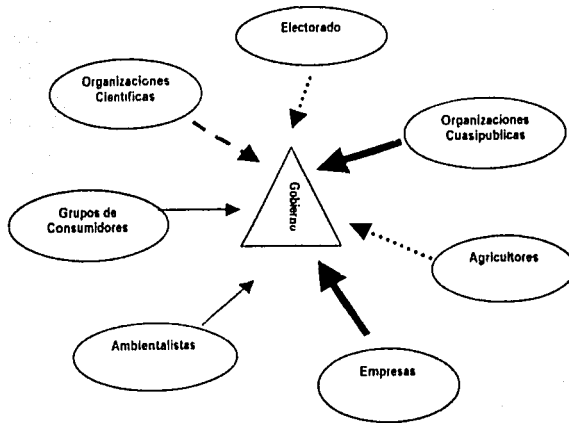 Electorado
Organizaciones
Cientificas
Organizaciones
Cuasipublicas
Gobierno
Grupos de
Consumidores
Agricultores
Ambientalistas
Empresas